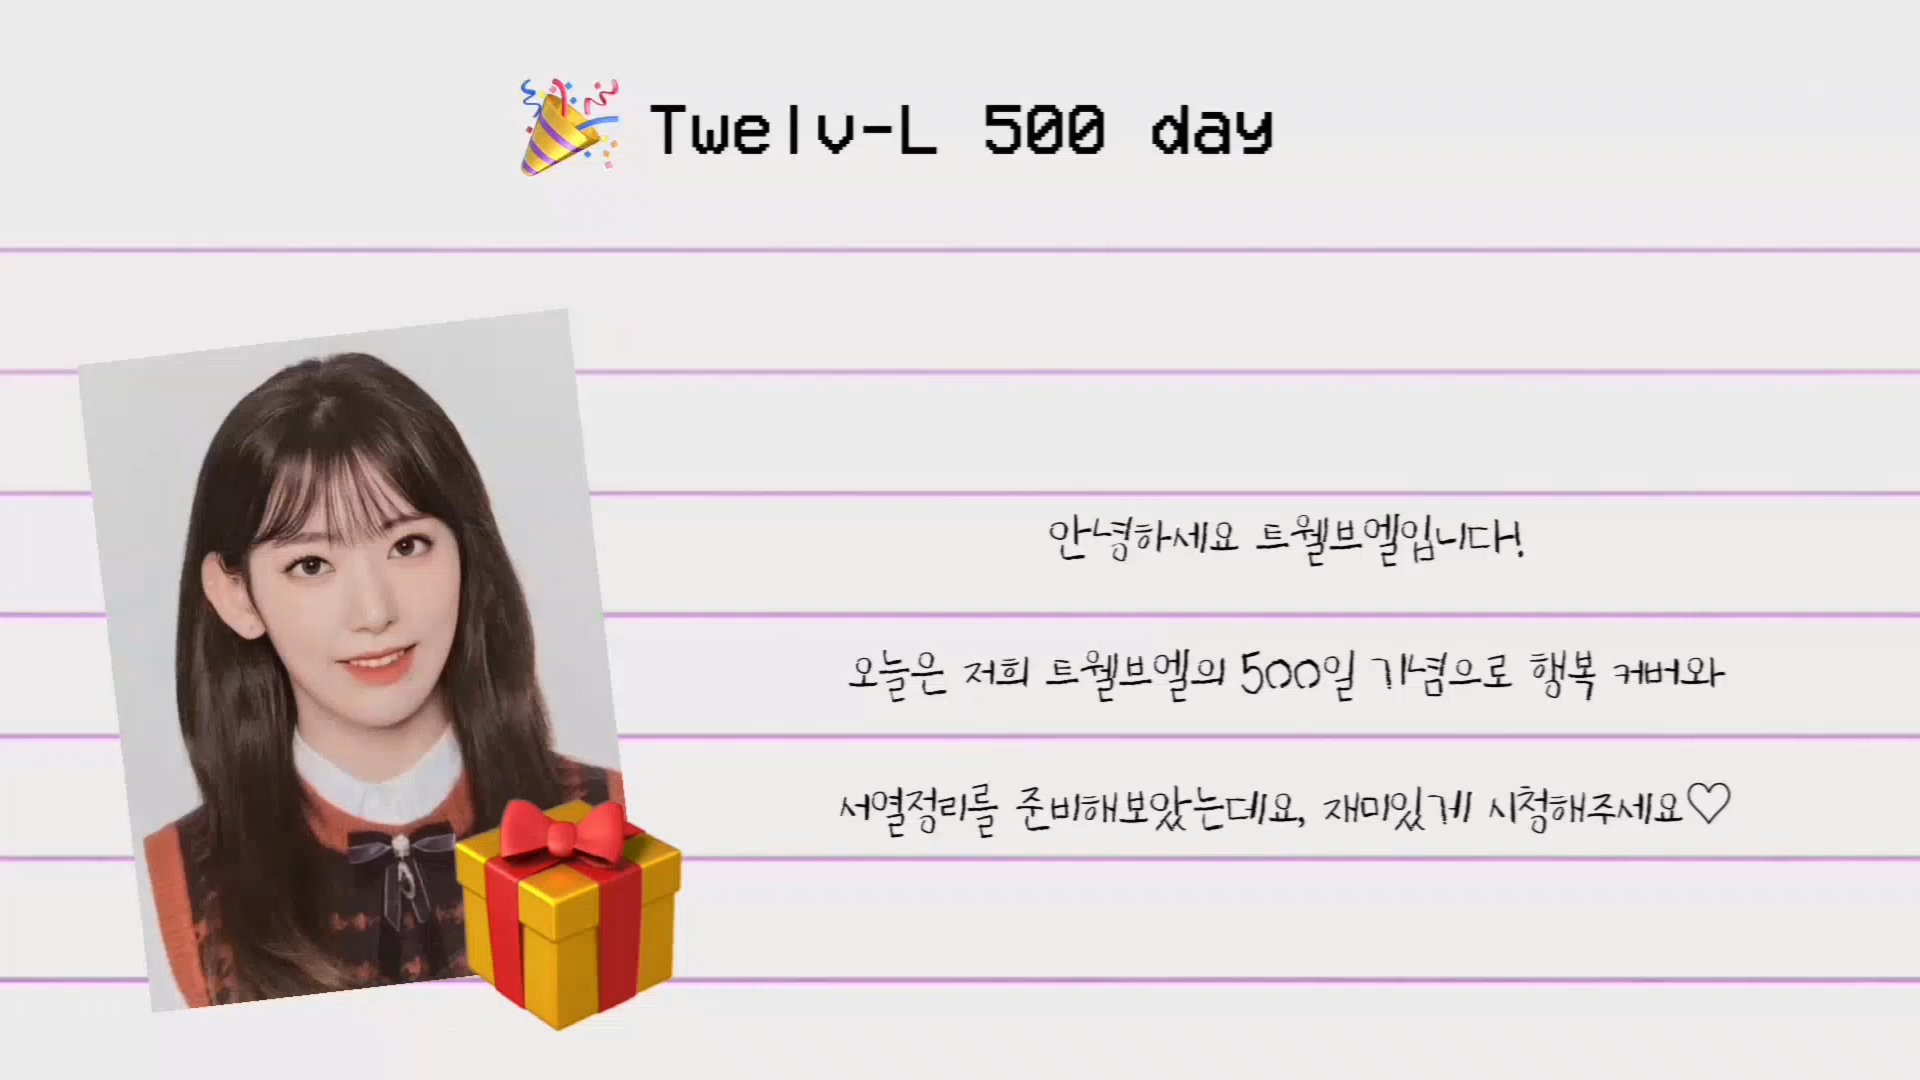 Twelv-L 500 day
안녕하세요 트웰브엘입니다!
오늘은 저희 트웰브엘의 500일 기념으로 행복 커버와
서열정리를 준비해보았는데요, 재미있게 시청해주세요♡